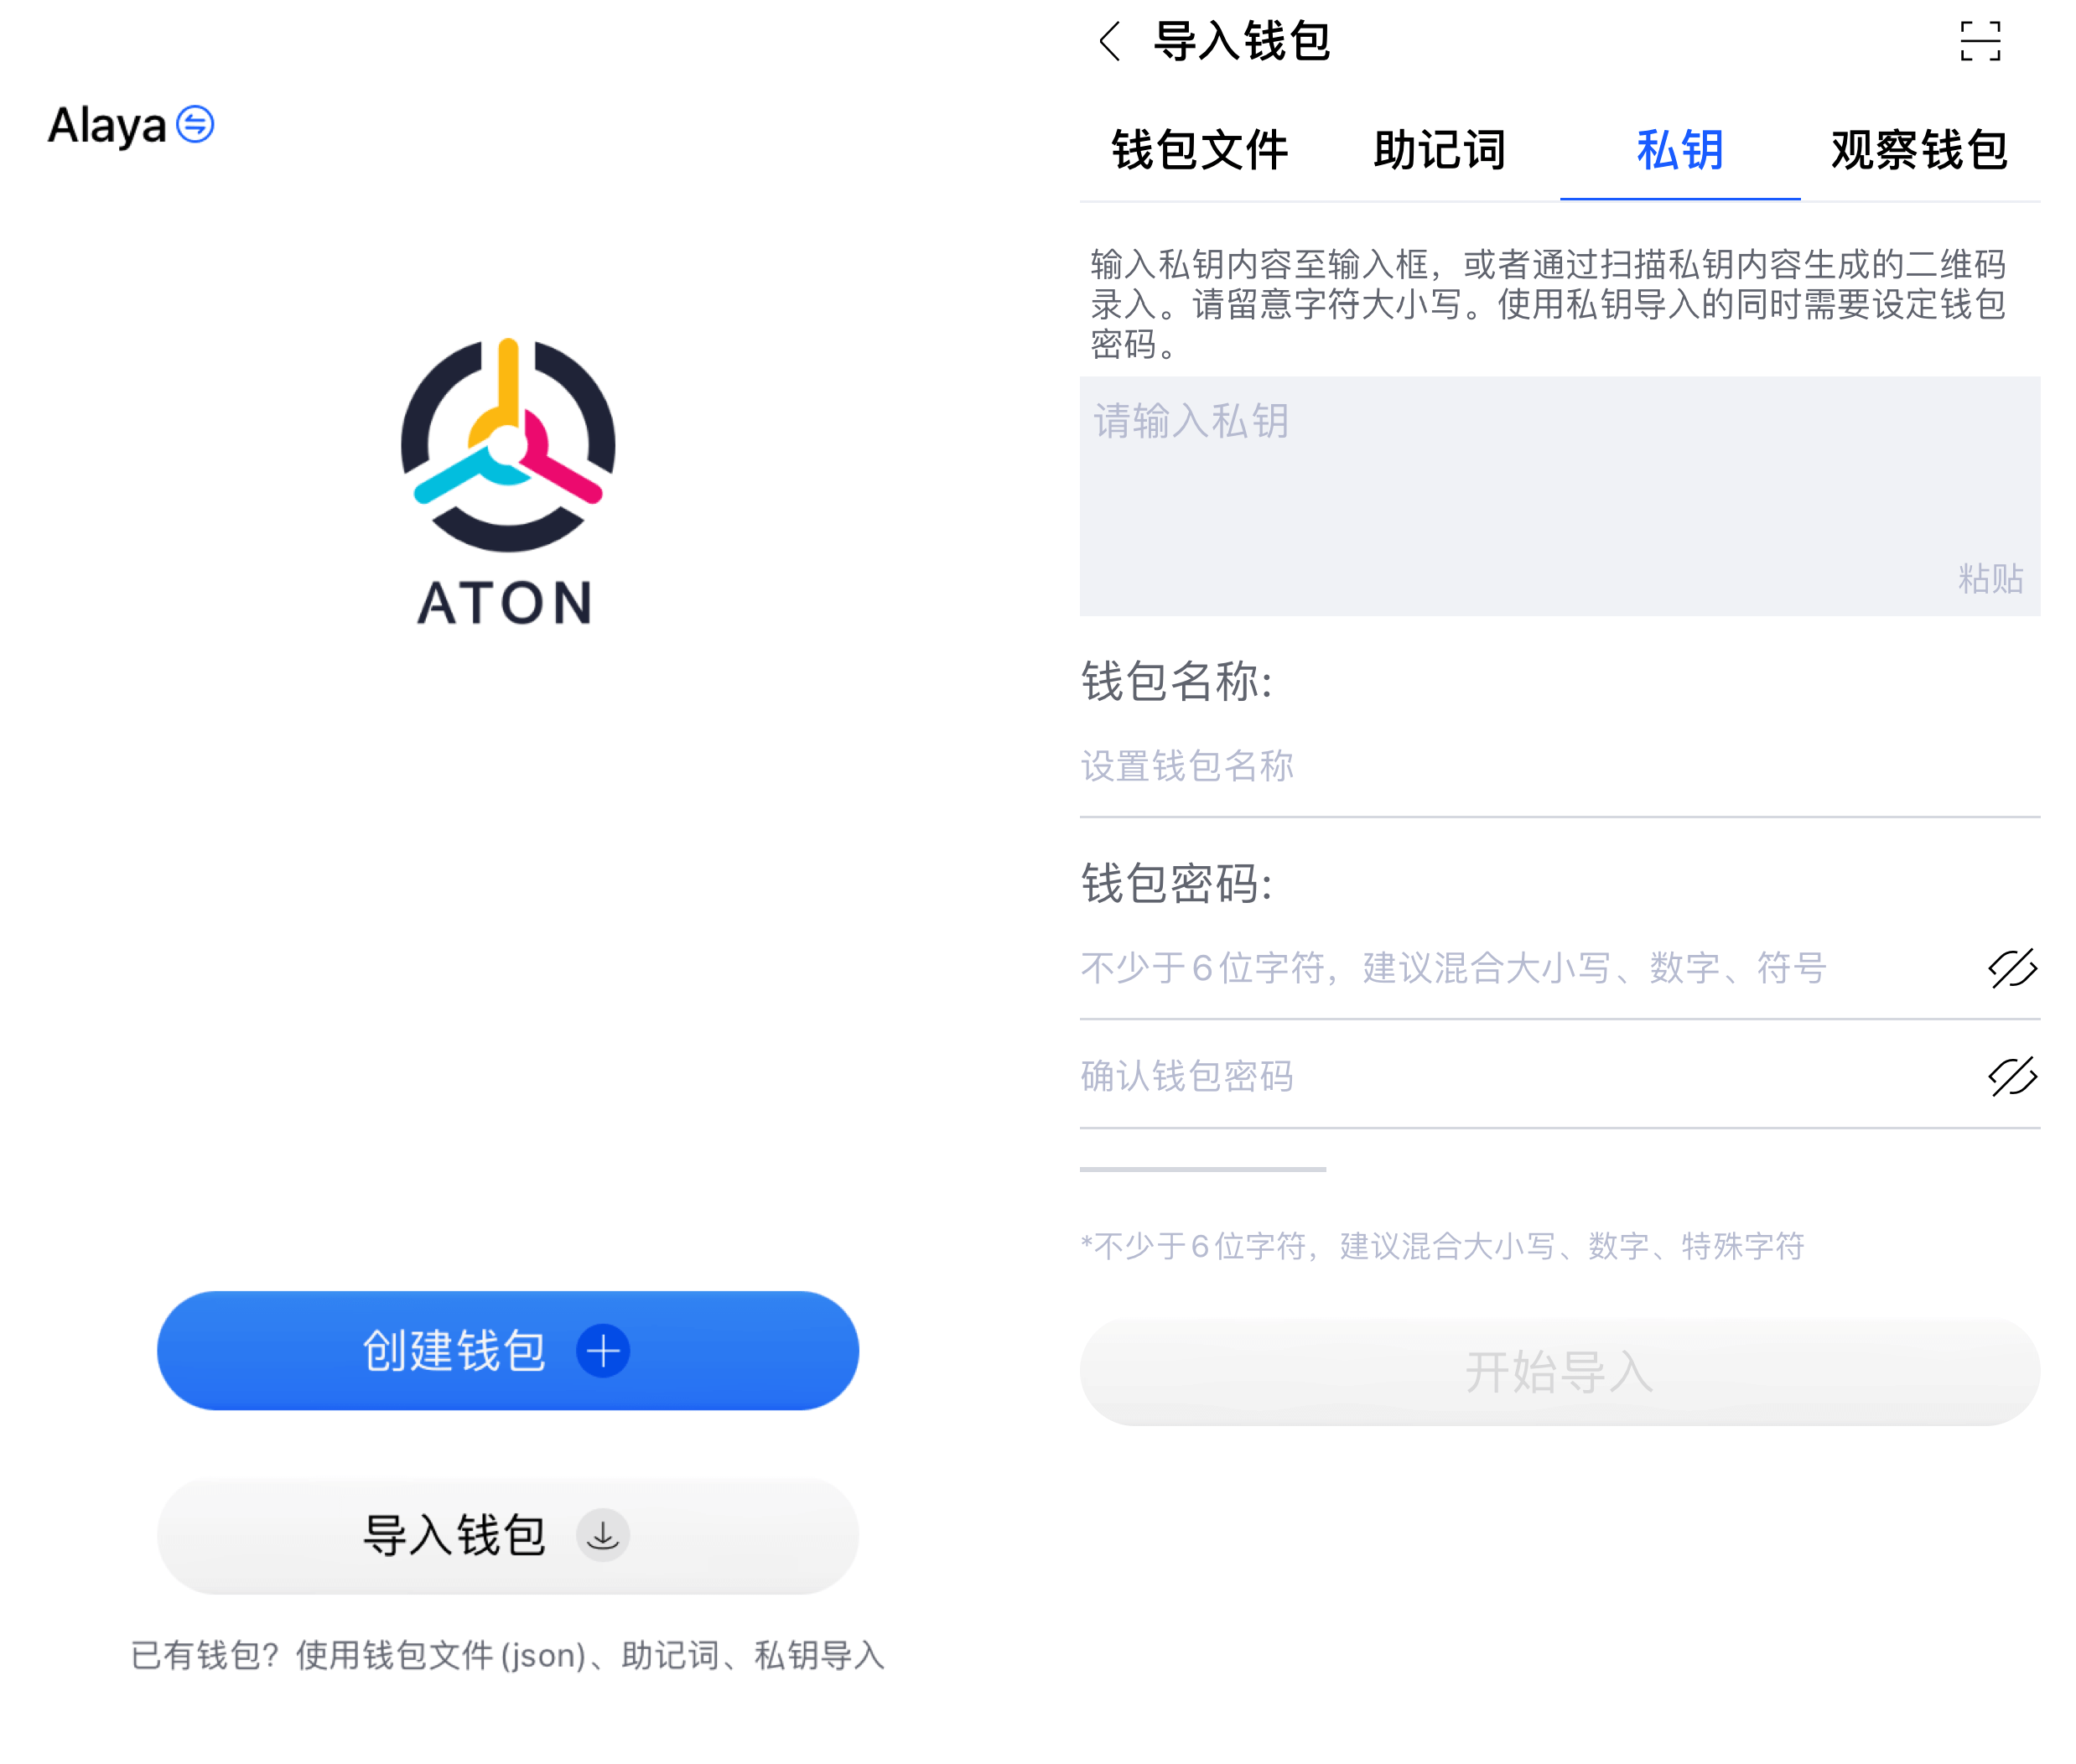 Alaya
ATON
创建钱包
导入钱包
已有钱包？使用钱包文件(json)、助记词、私钥导入
导入钱包
钱包文件 助记词 私钥 观察钱包
输入私钥内容至输入框，或者通过扫描私钥内容生成的二维码
录入。请留意字符大小写。使用私钥导入的同时需要设定钱包
密码。
请输入私钥
粘贴
钱包名称:
设置钱包名称
钱包密码:
不少于6位字符，建议混合大小写、数字、符号
确认钱包密码
*不少于6位字符，建议混合大小写、数字、特殊字符
开始导入